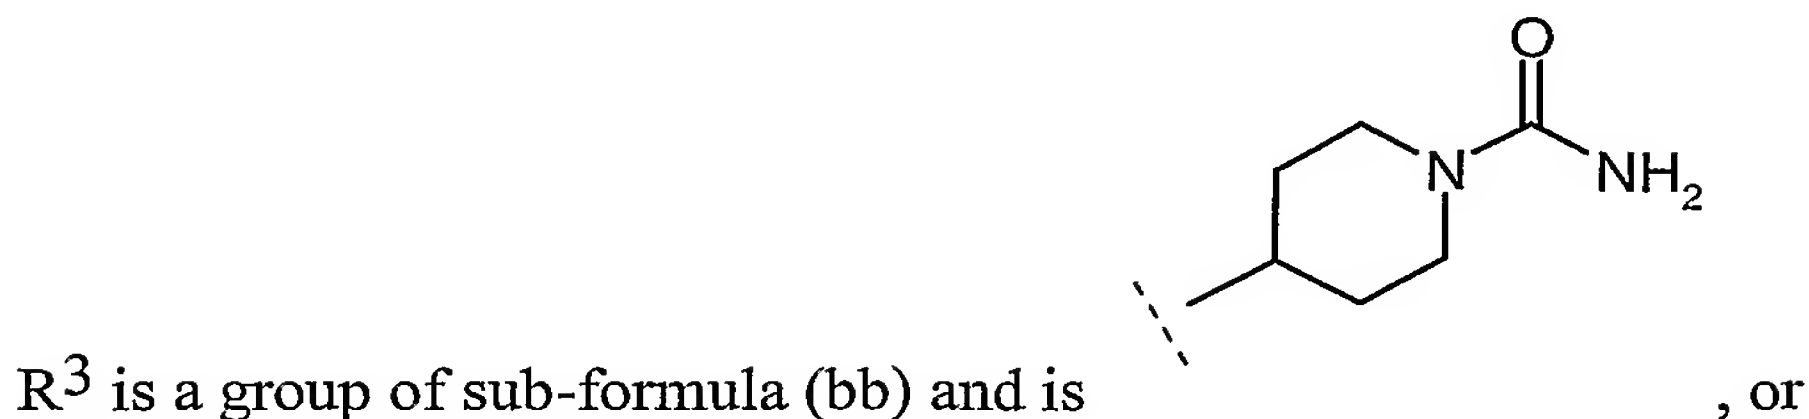 O
N
NH₂
R³ is a group of sub-formula (bb) and is , or